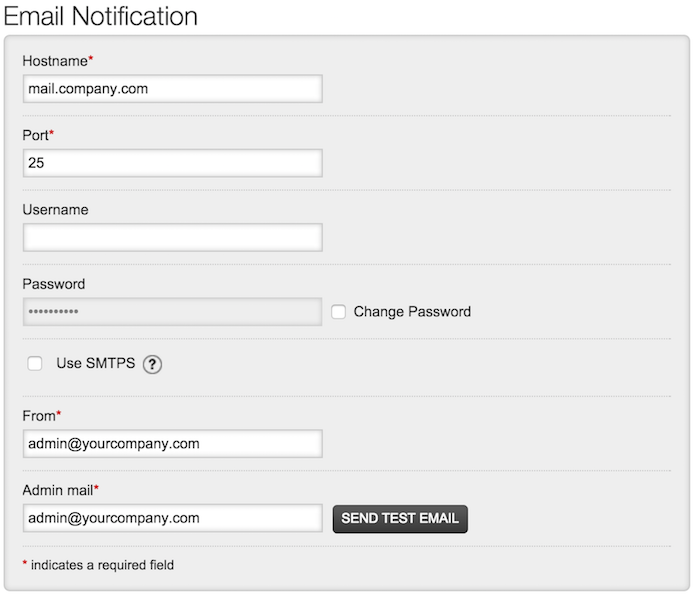 Email Notification
Hostname*
mail.company.com
Port*
25
Username
Password
•••••••••• Change Password
Use SMTPS ?
From*
admin@yourcompany.com
Admin mail*
admin@yourcompany.com SEND TEST EMAIL
* indicates a required field